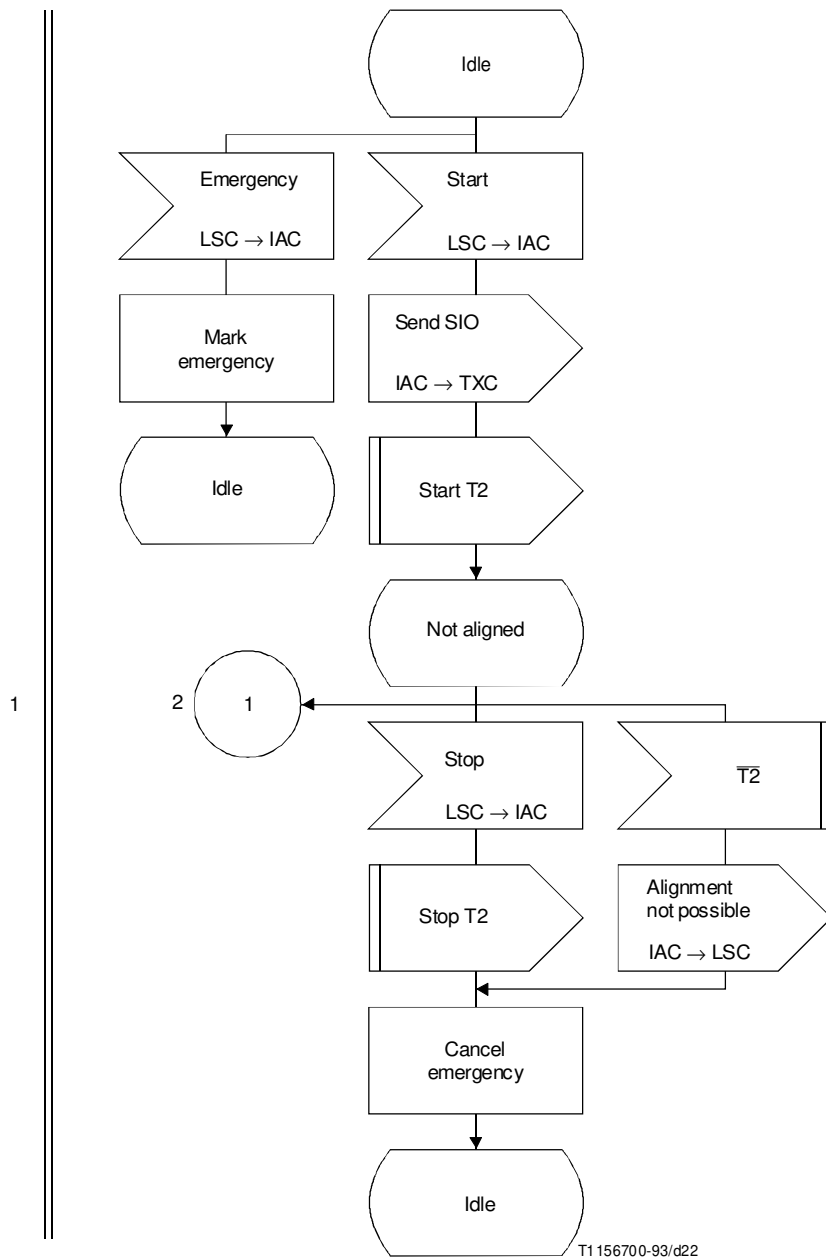 Idle
Emergency
LSC → IAC
Start
LSC → IAC
Mark
emergency
Send SIO
IAC → TXC
Idle
Start T2
Not aligned
1
2
1
Stop
LSC → IAC
T̅2̅
Stop T2
Alignment
not possible
IAC → LSC
Cancel
emergency
Idle
T1156700-93/d22